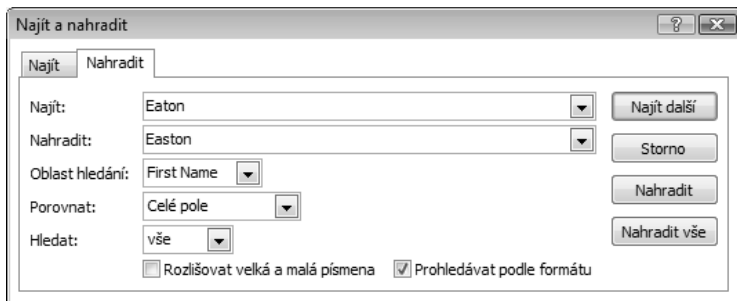 Najít a nahradit
Najít Nahradit
Najít: Eaton Najít další
Nahradit: Easton Storno
Oblast hledání: First Name Nahradit
Porovnat: Celé pole
Hledat: vše Nahradit vše
Rozlišovat velká a malá písmena Prohledávat podle formátu